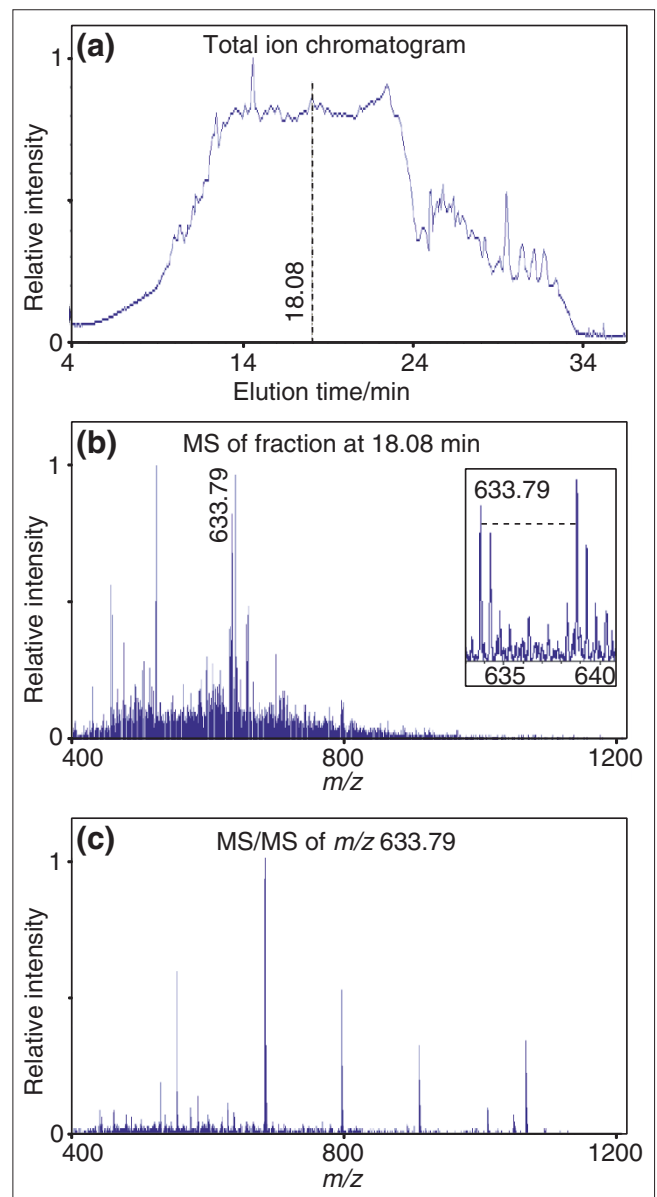 (a) Total ion chromatogram
Relative intensity
1
0
18.08
4 14 24 34
Elution time/min
(b) MS of fraction at 18.08 min
Relative intensity
1
0
633.79
633.79
635 640
400 800 1200
m/z
(c) MS/MS of m/z 633.79
Relative intensity
1
0
400 800 1200
m/z